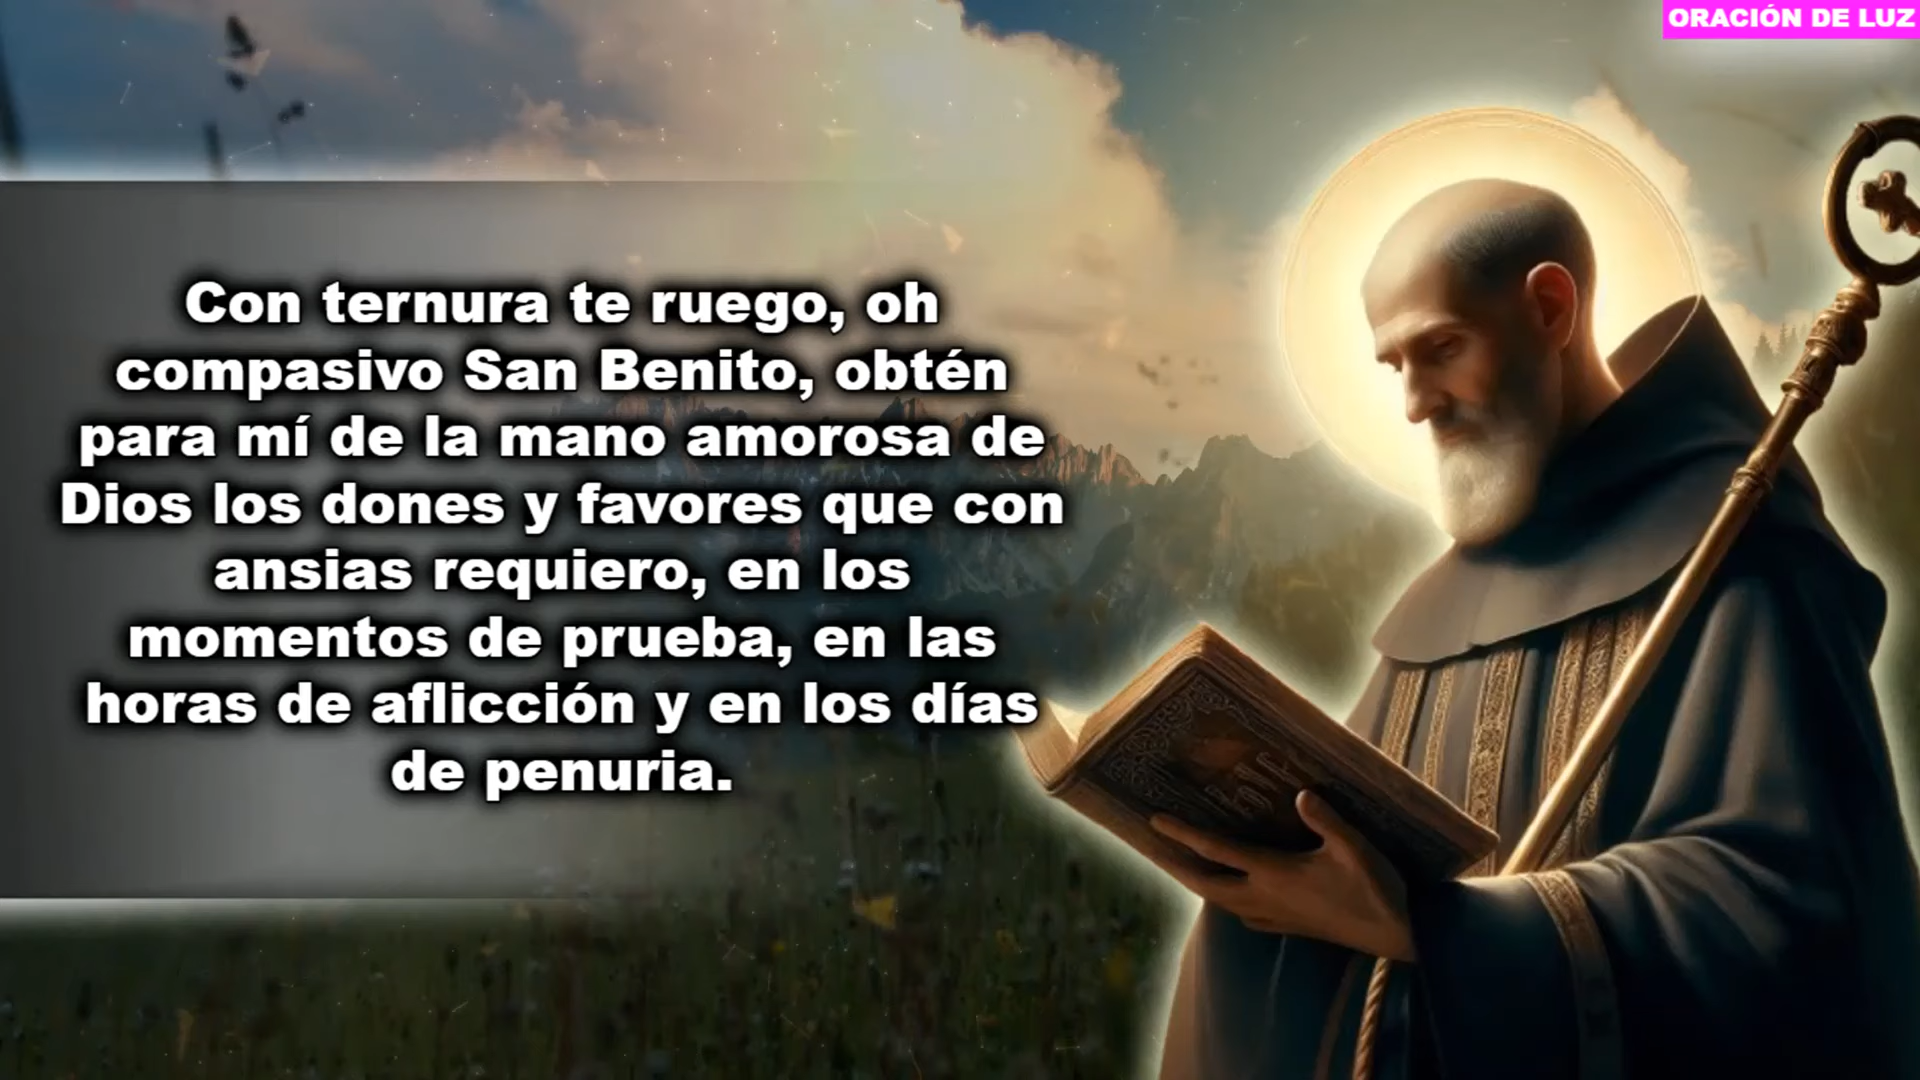 ORACIÓN DE LUZ
Con ternura te ruego, oh
compasivo San Benito, obtén
para mí de la mano amorosa de
Dios los dones y favores que con
ansias requiero, en los
momentos de prueba, en las
horas de aflicción y en los días
de penuria.